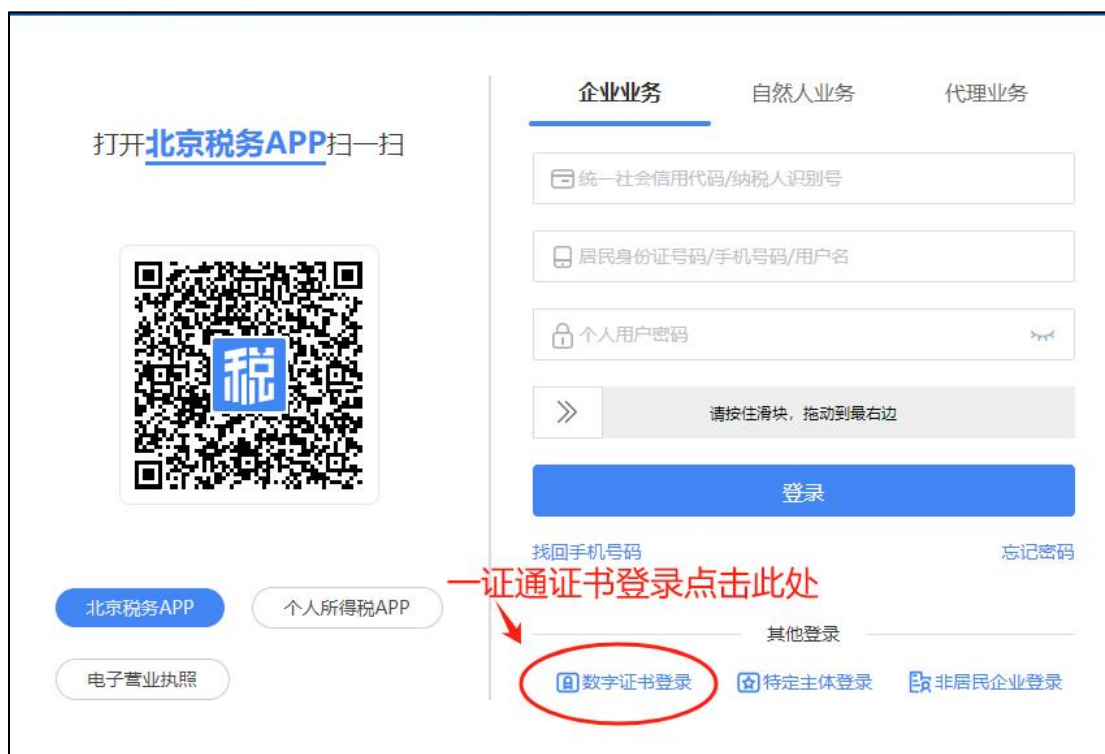 打开北京税务APP扫一扫
税
北京税务APP
个人所得税APP
电子营业执照
企业业务
自然人业务
代理业务
统一社会信用代码/纳税人识别号
居民身份证号码/手机号码/用户名
个人用户密码
请按住滑块，拖动到最右边
登录
找回手机号码
忘记密码
一证通证书登录点击此处
其他登录
数字证书登录
特定主体登录
非居民企业登录